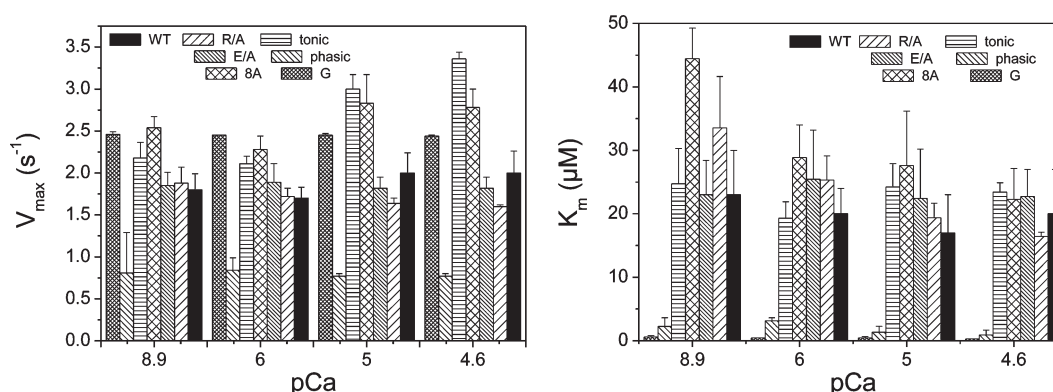 WT R/A tonic
E/A phasic
8A G
V_max (s^-1)
3.5
3.0
2.5
2.0
1.5
1.0
0.5
0.0
8.9 6 5 4.6
pCa
WT R/A tonic
E/A phasic
8A G
K_m (μM)
50
40
30
20
10
0
8.9 6 5 4.6
pCa